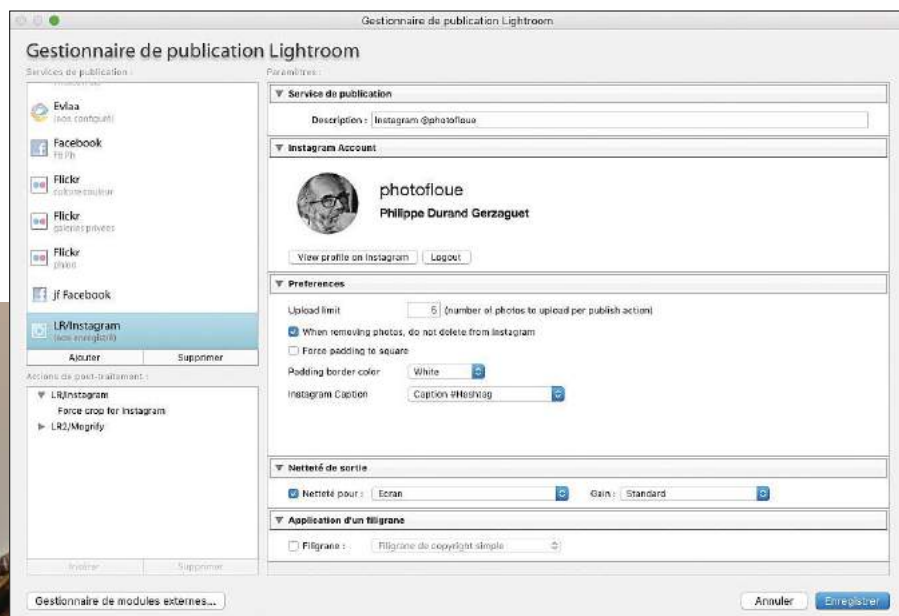 Gestionnaire de publication Lightroom
Gestionnaire de publication Lightroom
Services de publication :
Evlaa
(non configuré)
Facebook
Flickr
Flickr
galeries privées
Flickr
jf Facebook
LR/Instagram
(non enregistré)
Ajouter Supprimer
Actions de post-traitement :
LR/Instagram
Force crop for Instagram
LR2/Mogrify
Insérer Supprimer
Gestionnaire de modules externes...
Paramètres :
Service de publication
Description : Instagram @photofloue
Instagram Account
photofloue
Philippe Durand Gerzaguet
View profile on Instagram Logout
Preferences
Upload limit 6 (number of photos to upload per publish action)
When removing photos, do not delete from Instagram
Force padding to square
Padding border color White
Instagram Caption Caption #Hashtag
Netteté de sortie
Netteté pour : Ecran Gain : Standard
Application d'un filigrane
Filigrane : Filigrane de copyright simple
Annuler Enregistrer